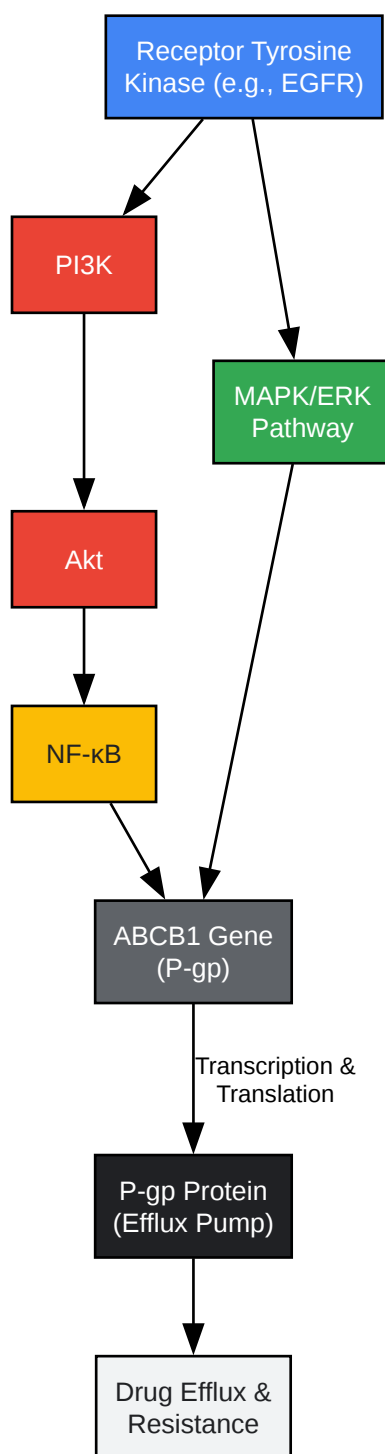 Receptor Tyrosine
Kinase (e.g., EGFR)
PI3K
MAPK/ERK
Pathway
Akt
NF-κB
ABCB1 Gene
(P-gp)
Transcription &
Translation
P-gp Protein
(Efflux Pump)
Drug Efflux &
Resistance